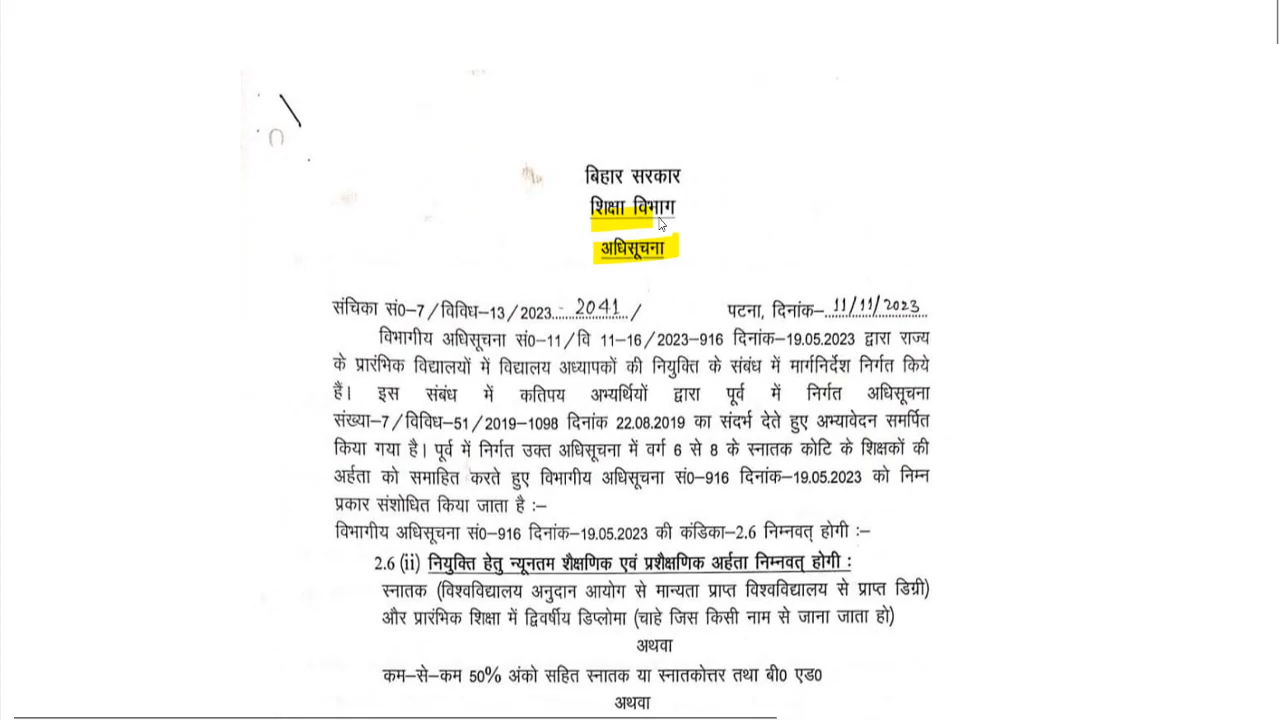 बिहार सरकार
शिक्षा विभाग
अधिसूचना
संचिका सं0–7/विविध–13/2023..- 2041 /
पटना, दिनांक–..11/11/2023..
विभागीय अधिसूचना सं0–11/वि 11–16/2023–916 दिनांक–19.05.2023 द्वारा राज्य
के प्रारंभिक विद्यालयों में विद्यालय अध्यापकों की नियुक्ति के संबंध में मार्गनिर्देश निर्गत किये
हैं। इस संबंध में कतिपय अभ्यर्थियों द्वारा पूर्व में निर्गत अधिसूचना
संख्या–7/विविध–51/2019–1098 दिनांक 22.08.2019 का संदर्भ देते हुए अभ्यावेदन समर्पित
किया गया है। पूर्व में निर्गत उक्त अधिसूचना में वर्ग 6 से 8 के स्नातक कोटि के शिक्षकों की
अर्हता को समाहित करते हुए विभागीय अधिसूचना सं0–916 दिनांक–19.05.2023 को निम्न
प्रकार संशोधित किया जाता है :–
विभागीय अधिसूचना सं0–916 दिनांक–19.05.2023 की कंडिका–2.6 निम्नवत् होगी :–
2.6 (ii) नियुक्ति हेतु न्यूनतम शैक्षणिक एवं प्रशैक्षणिक अर्हता निम्नवत् होगी :
स्नातक (विश्वविद्यालय अनुदान आयोग से मान्यता प्राप्त विश्वविद्यालय से प्राप्त डिग्री)
और प्रारंभिक शिक्षा में द्विवर्षीय डिप्लोमा (चाहे जिस किसी नाम से जाना जाता हो)
अथवा
कम–से–कम 50% अंको सहित स्नातक या स्नातकोत्तर तथा बी0 एड0
अथवा